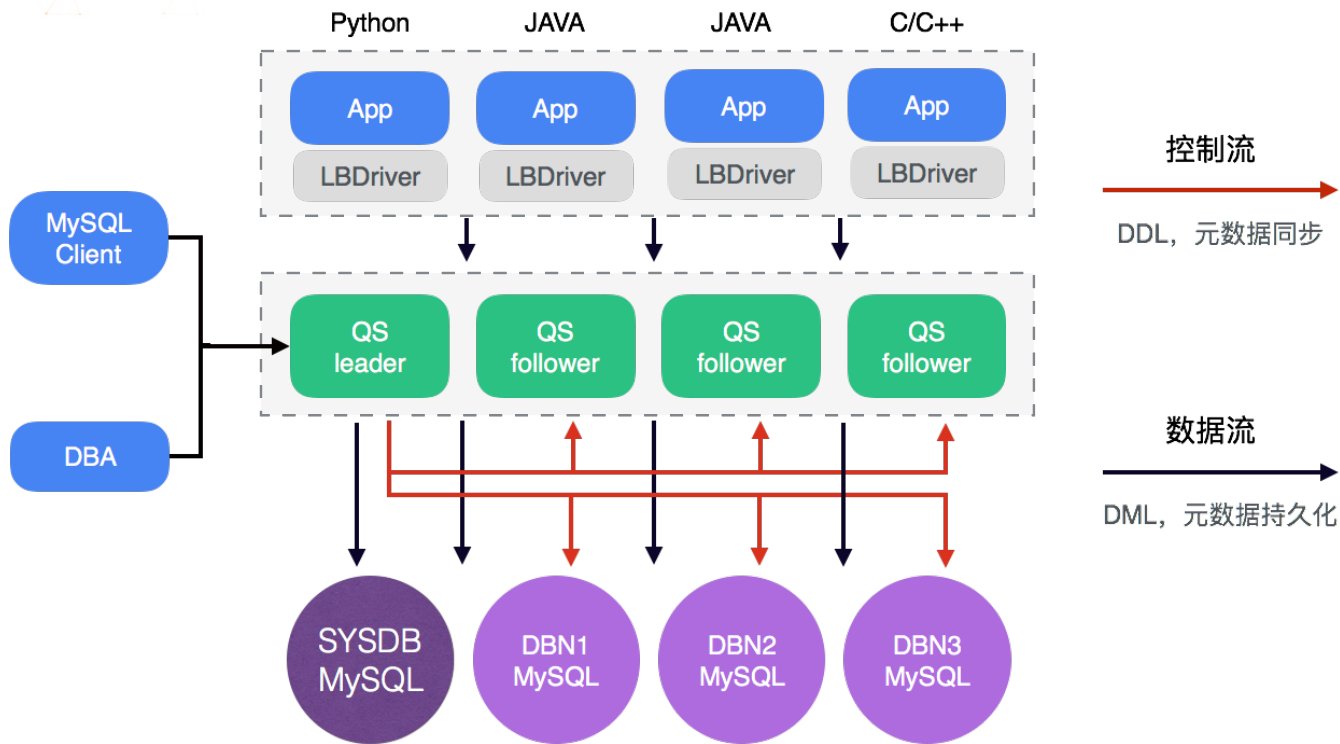 Python
JAVA
JAVA
C/C++
App
App
App
App
LBDriver
LBDriver
LBDriver
LBDriver
控制流
DDL，元数据同步
MySQL
Client
DBA
QS
leader
QS
follower
QS
follower
QS
follower
数据流
DML，元数据持久化
SYSDB
MySQL
DBN1
MySQL
DBN2
MySQL
DBN3
MySQL